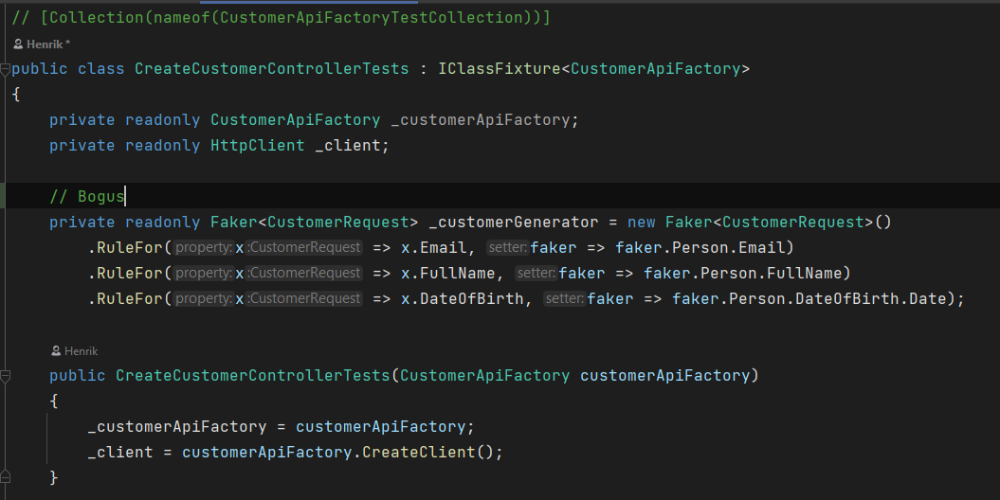 // [Collection(nameof(CustomerApiFactoryTestCollection))]
Henrik *
public class CreateCustomerControllerTests : IClassFixture<CustomerApiFactory>
{
private readonly CustomerApiFactory _customerApiFactory;
private readonly HttpClient _client;
// Bogus
private readonly Faker<CustomerRequest> _customerGenerator = new Faker<CustomerRequest>()
.RuleFor(property: x :CustomerRequest => x.Email, setter: faker => faker.Person.Email)
.RuleFor(property: x :CustomerRequest => x.FullName, setter: faker => faker.Person.FullName)
.RuleFor(property: x :CustomerRequest => x.DateOfBirth, setter: faker => faker.Person.DateOfBirth.Date);
Henrik
public CreateCustomerControllerTests(CustomerApiFactory customerApiFactory)
{
_customerApiFactory = customerApiFactory;
_client = customerApiFactory.CreateClient();
}